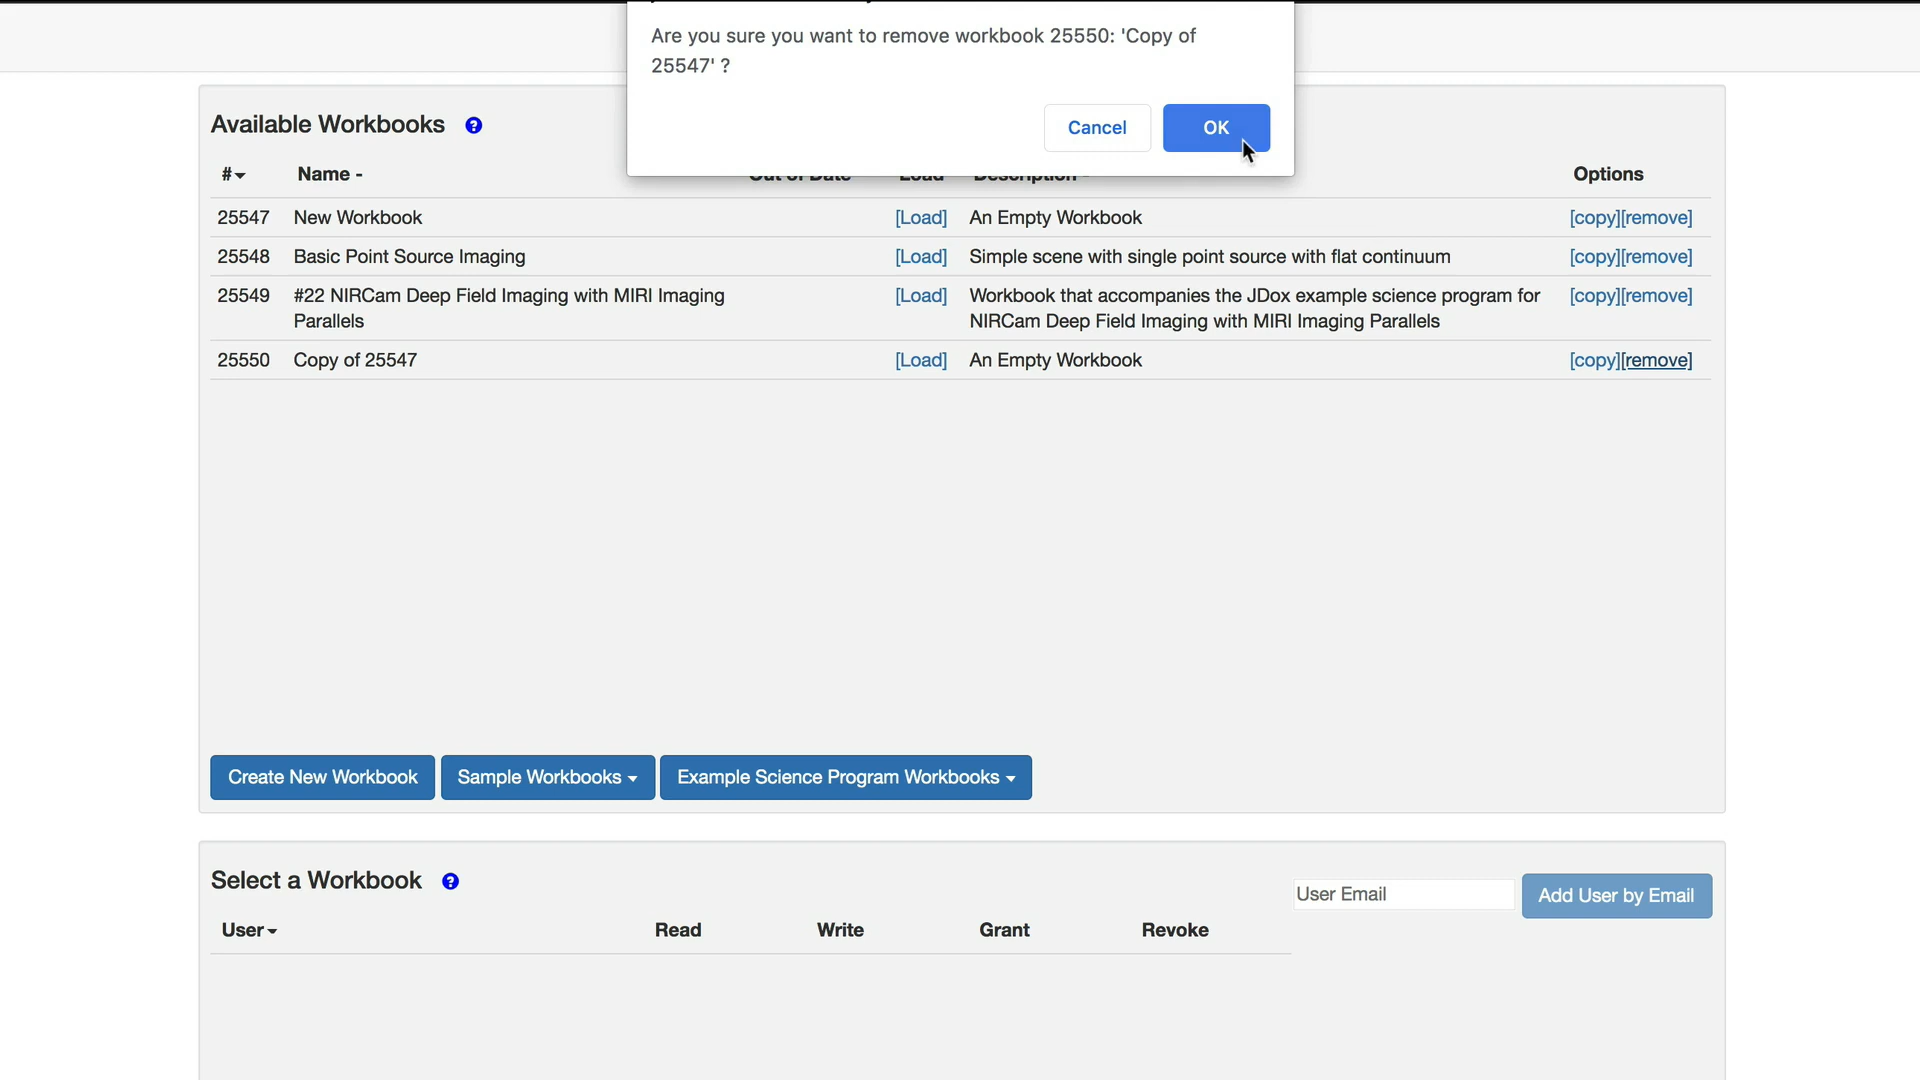 Are you sure you want to remove workbook 25550: 'Copy of
25547' ?
Cancel OK
Available Workbooks ?
# Name - Out of Date Load Description - Options
25547 New Workbook [Load] An Empty Workbook [copy][remove]
25548 Basic Point Source Imaging [Load] Simple scene with single point source with flat continuum [copy][remove]
25549 #22 NIRCam Deep Field Imaging with MIRI Imaging [Load] Workbook that accompanies the JDox example science program for [copy][remove]
Parallels NIRCam Deep Field Imaging with MIRI Imaging Parallels
25550 Copy of 25547 [Load] An Empty Workbook [copy][remove]
Create New Workbook Sample Workbooks Example Science Program Workbooks
Select a Workbook ?
User Email Add User by Email
User Read Write Grant Revoke